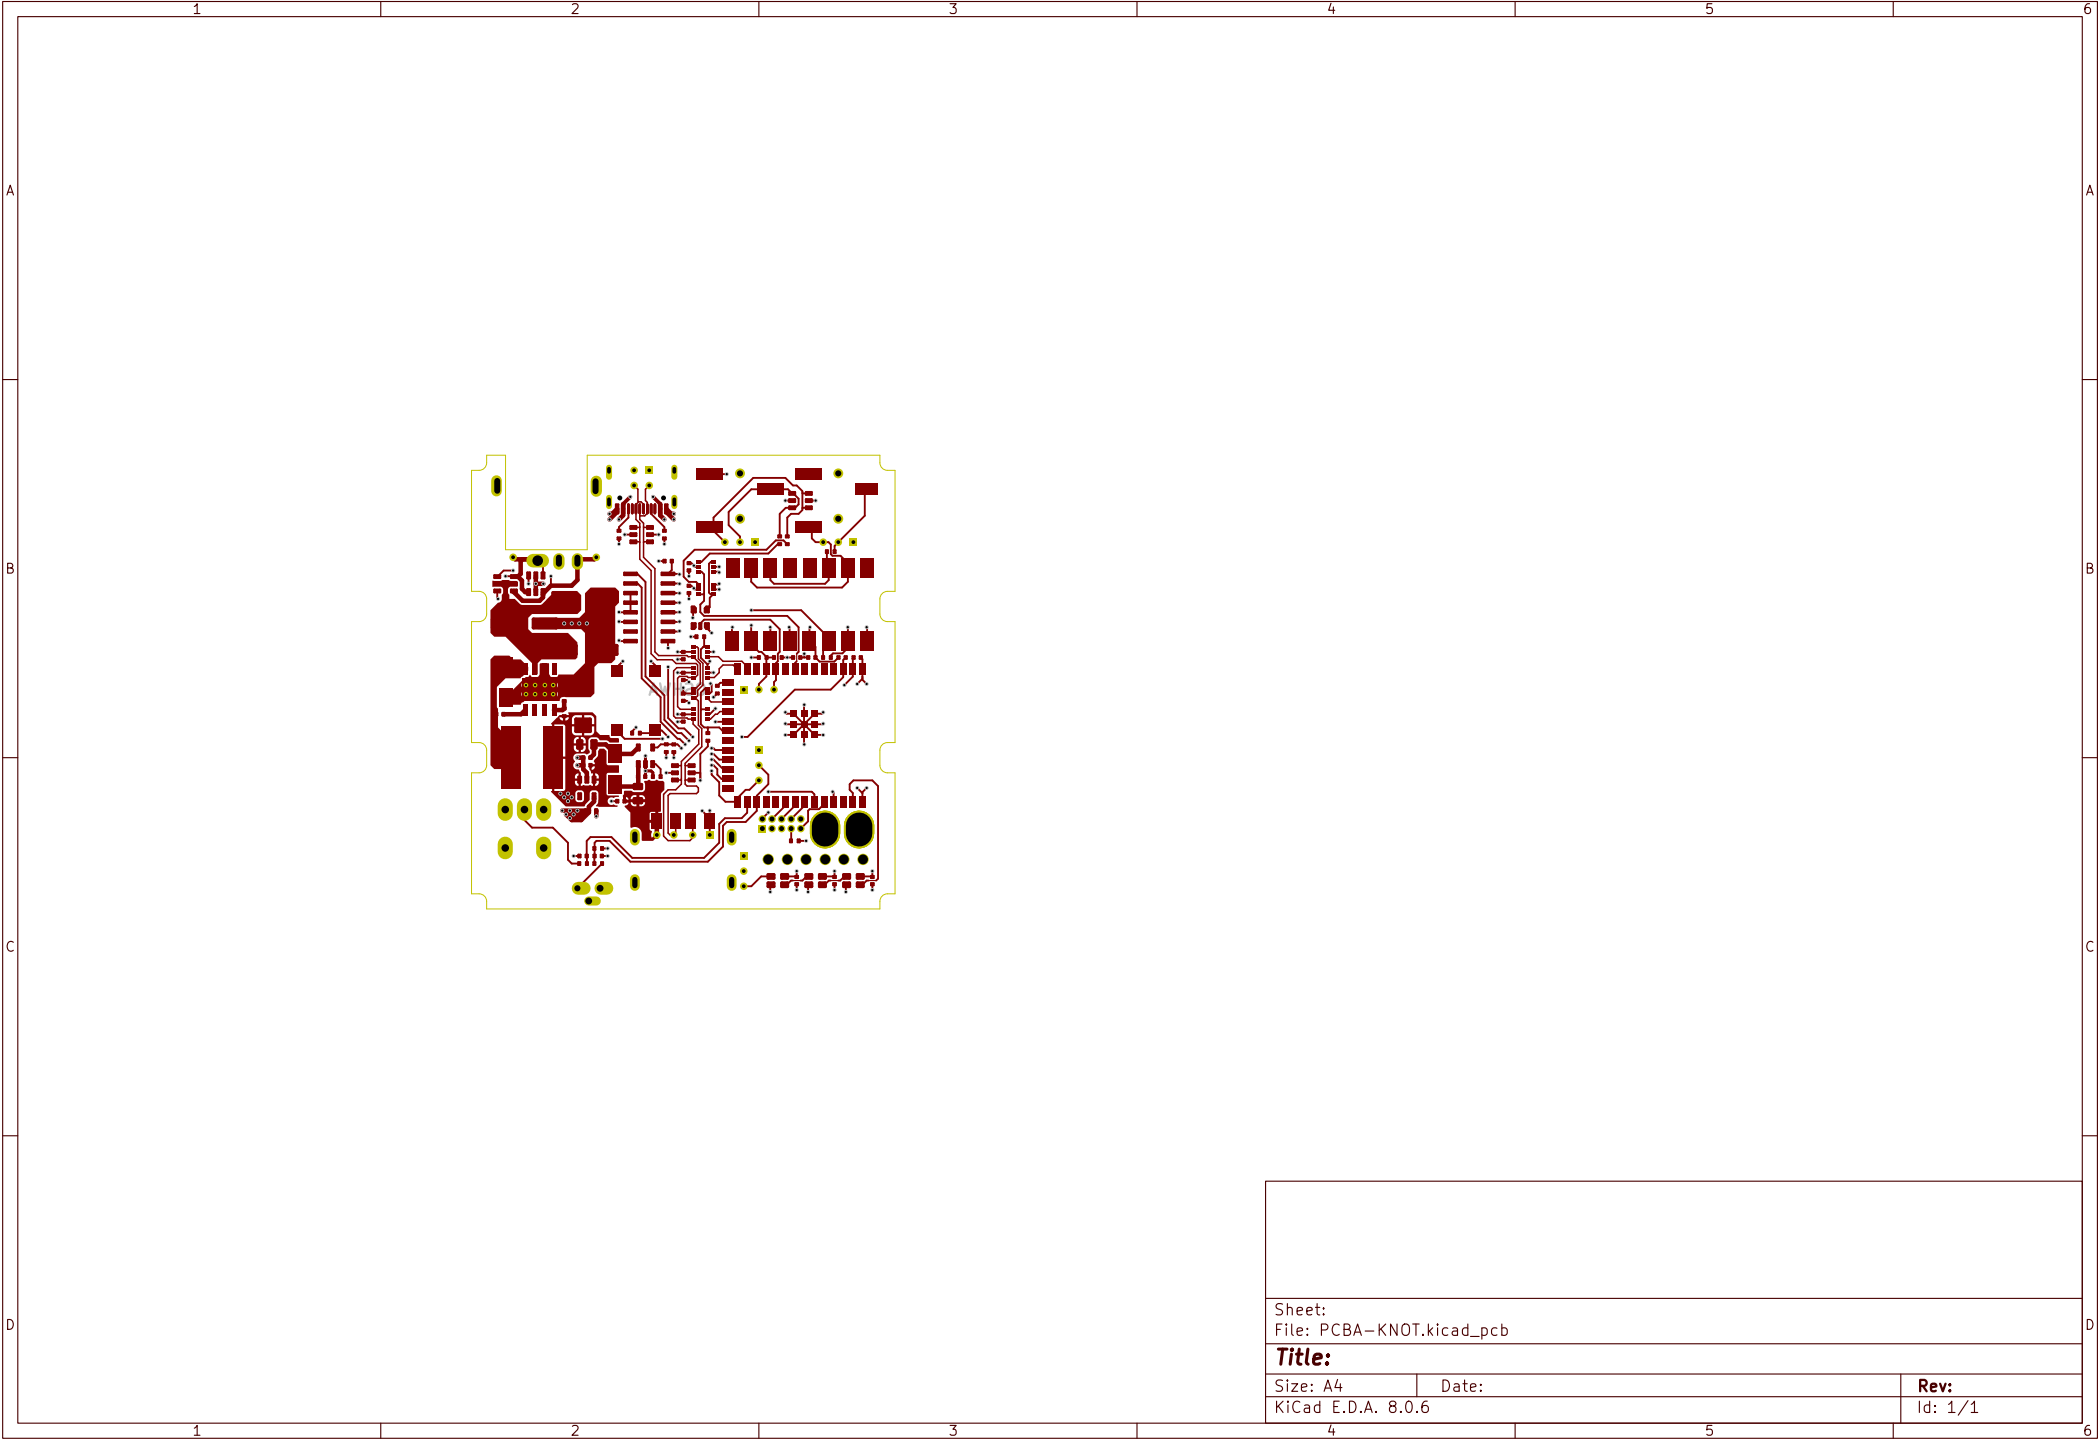 1 2 3 4 5 6
A A
B B
C C
D D
Sheet:
File: PCBA-KNOT.kicad_pcb
Title:
Size: A4 Date: Rev:
KiCad E.D.A. 8.0.6 Id: 1/1
1 2 3 4 5 6